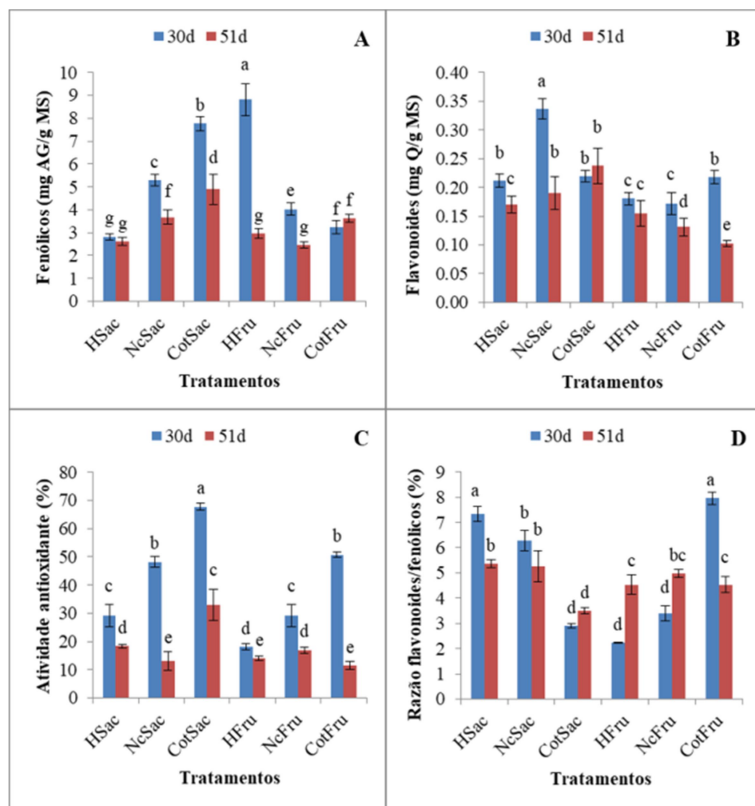 30d 51d A
Fenólicos (mg AG/g MS)
10
9
8
7
6
5
4
3
2
1
0
g g c f b d a g e g f f
HSac NcSac CotSac HFru NcFru CotFru
Tratamentos
30d 51d B
Flavonoides (mg Q/g MS)
0.40
0.35
0.30
0.25
0.20
0.15
0.10
0.05
0.00
b c a b b b c c c d b e
HSac NcSac CotSac HFru NcFru CotFru
Tratamentos
30d 51d C
Atividade antioxidante (%)
80
70
60
50
40
30
20
10
0
c d b e a c d e c d b e
HSac NcSac CotSac HFru NcFru CotFru
Tratamentos
30d 51d D
Razão flavonoides/fenólicos (%)
9
8
7
6
5
4
3
2
1
0
a b b b d d d c d bc a c
HSac NcSac CotSac HFru NcFru CotFru
Tratamentos